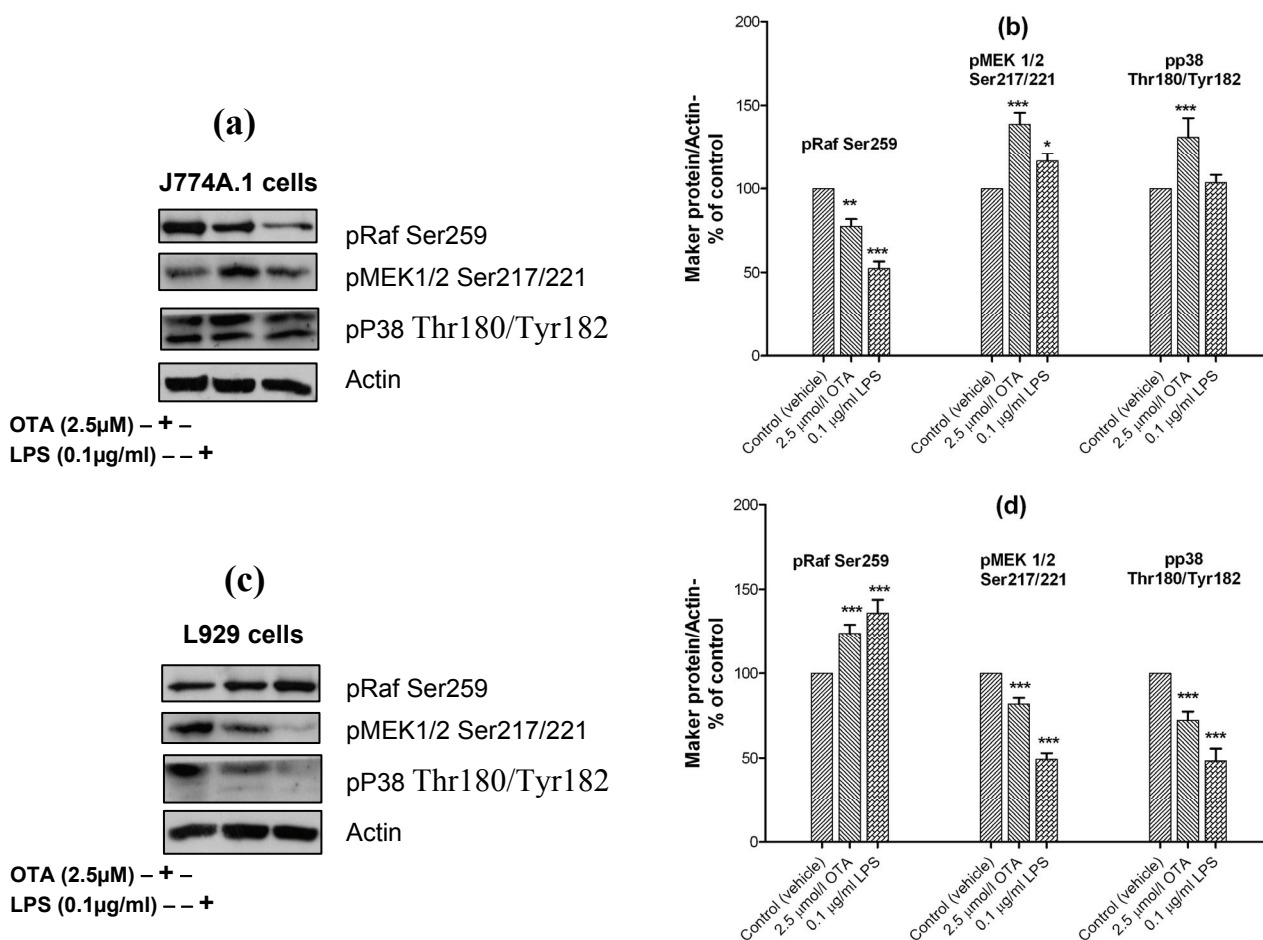 (a)
J774A.1 cells
pRaf Ser259
pMEK1/2 Ser217/221
pP38 Thr180/Tyr182
Actin
OTA (2.5µM) – + –
LPS (0.1µg/ml) – – +
(b)
Maker protein/Actin-
% of control
200
150
100
50
0
pRaf Ser259
**
***
pMEK 1/2
Ser217/221
***
*
pp38
Thr180/Tyr182
***
Control (vehicle)
2.5 µmol/l OTA
0.1 µg/ml LPS
Control (vehicle)
2.5 µmol/l OTA
0.1 µg/ml LPS
Control (vehicle)
2.5 µmol/l OTA
0.1 µg/ml LPS
(c)
L929 cells
pRaf Ser259
pMEK1/2 Ser217/221
pP38 Thr180/Tyr182
Actin
OTA (2.5µM) – + –
LPS (0.1µg/ml) – – +
(d)
Maker protein/Actin-
% of control
200
150
100
50
0
pRaf Ser259
***
***
pMEK 1/2
Ser217/221
***
***
pp38
Thr180/Tyr182
***
***
Control (vehicle)
2.5 µmol/l OTA
0.1 µg/ml LPS
Control (vehicle)
2.5 µmol/l OTA
0.1 µg/ml LPS
Control (vehicle)
2.5 µmol/l OTA
0.1 µg/ml LPS